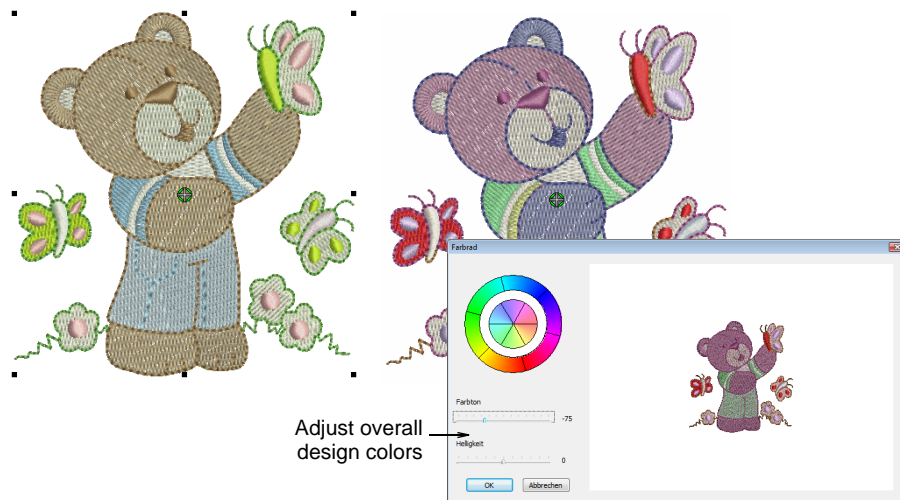 Farbrad
Farbton
-75
Adjust overall
design colors
Helligkeit
0
OK
Abbrechen